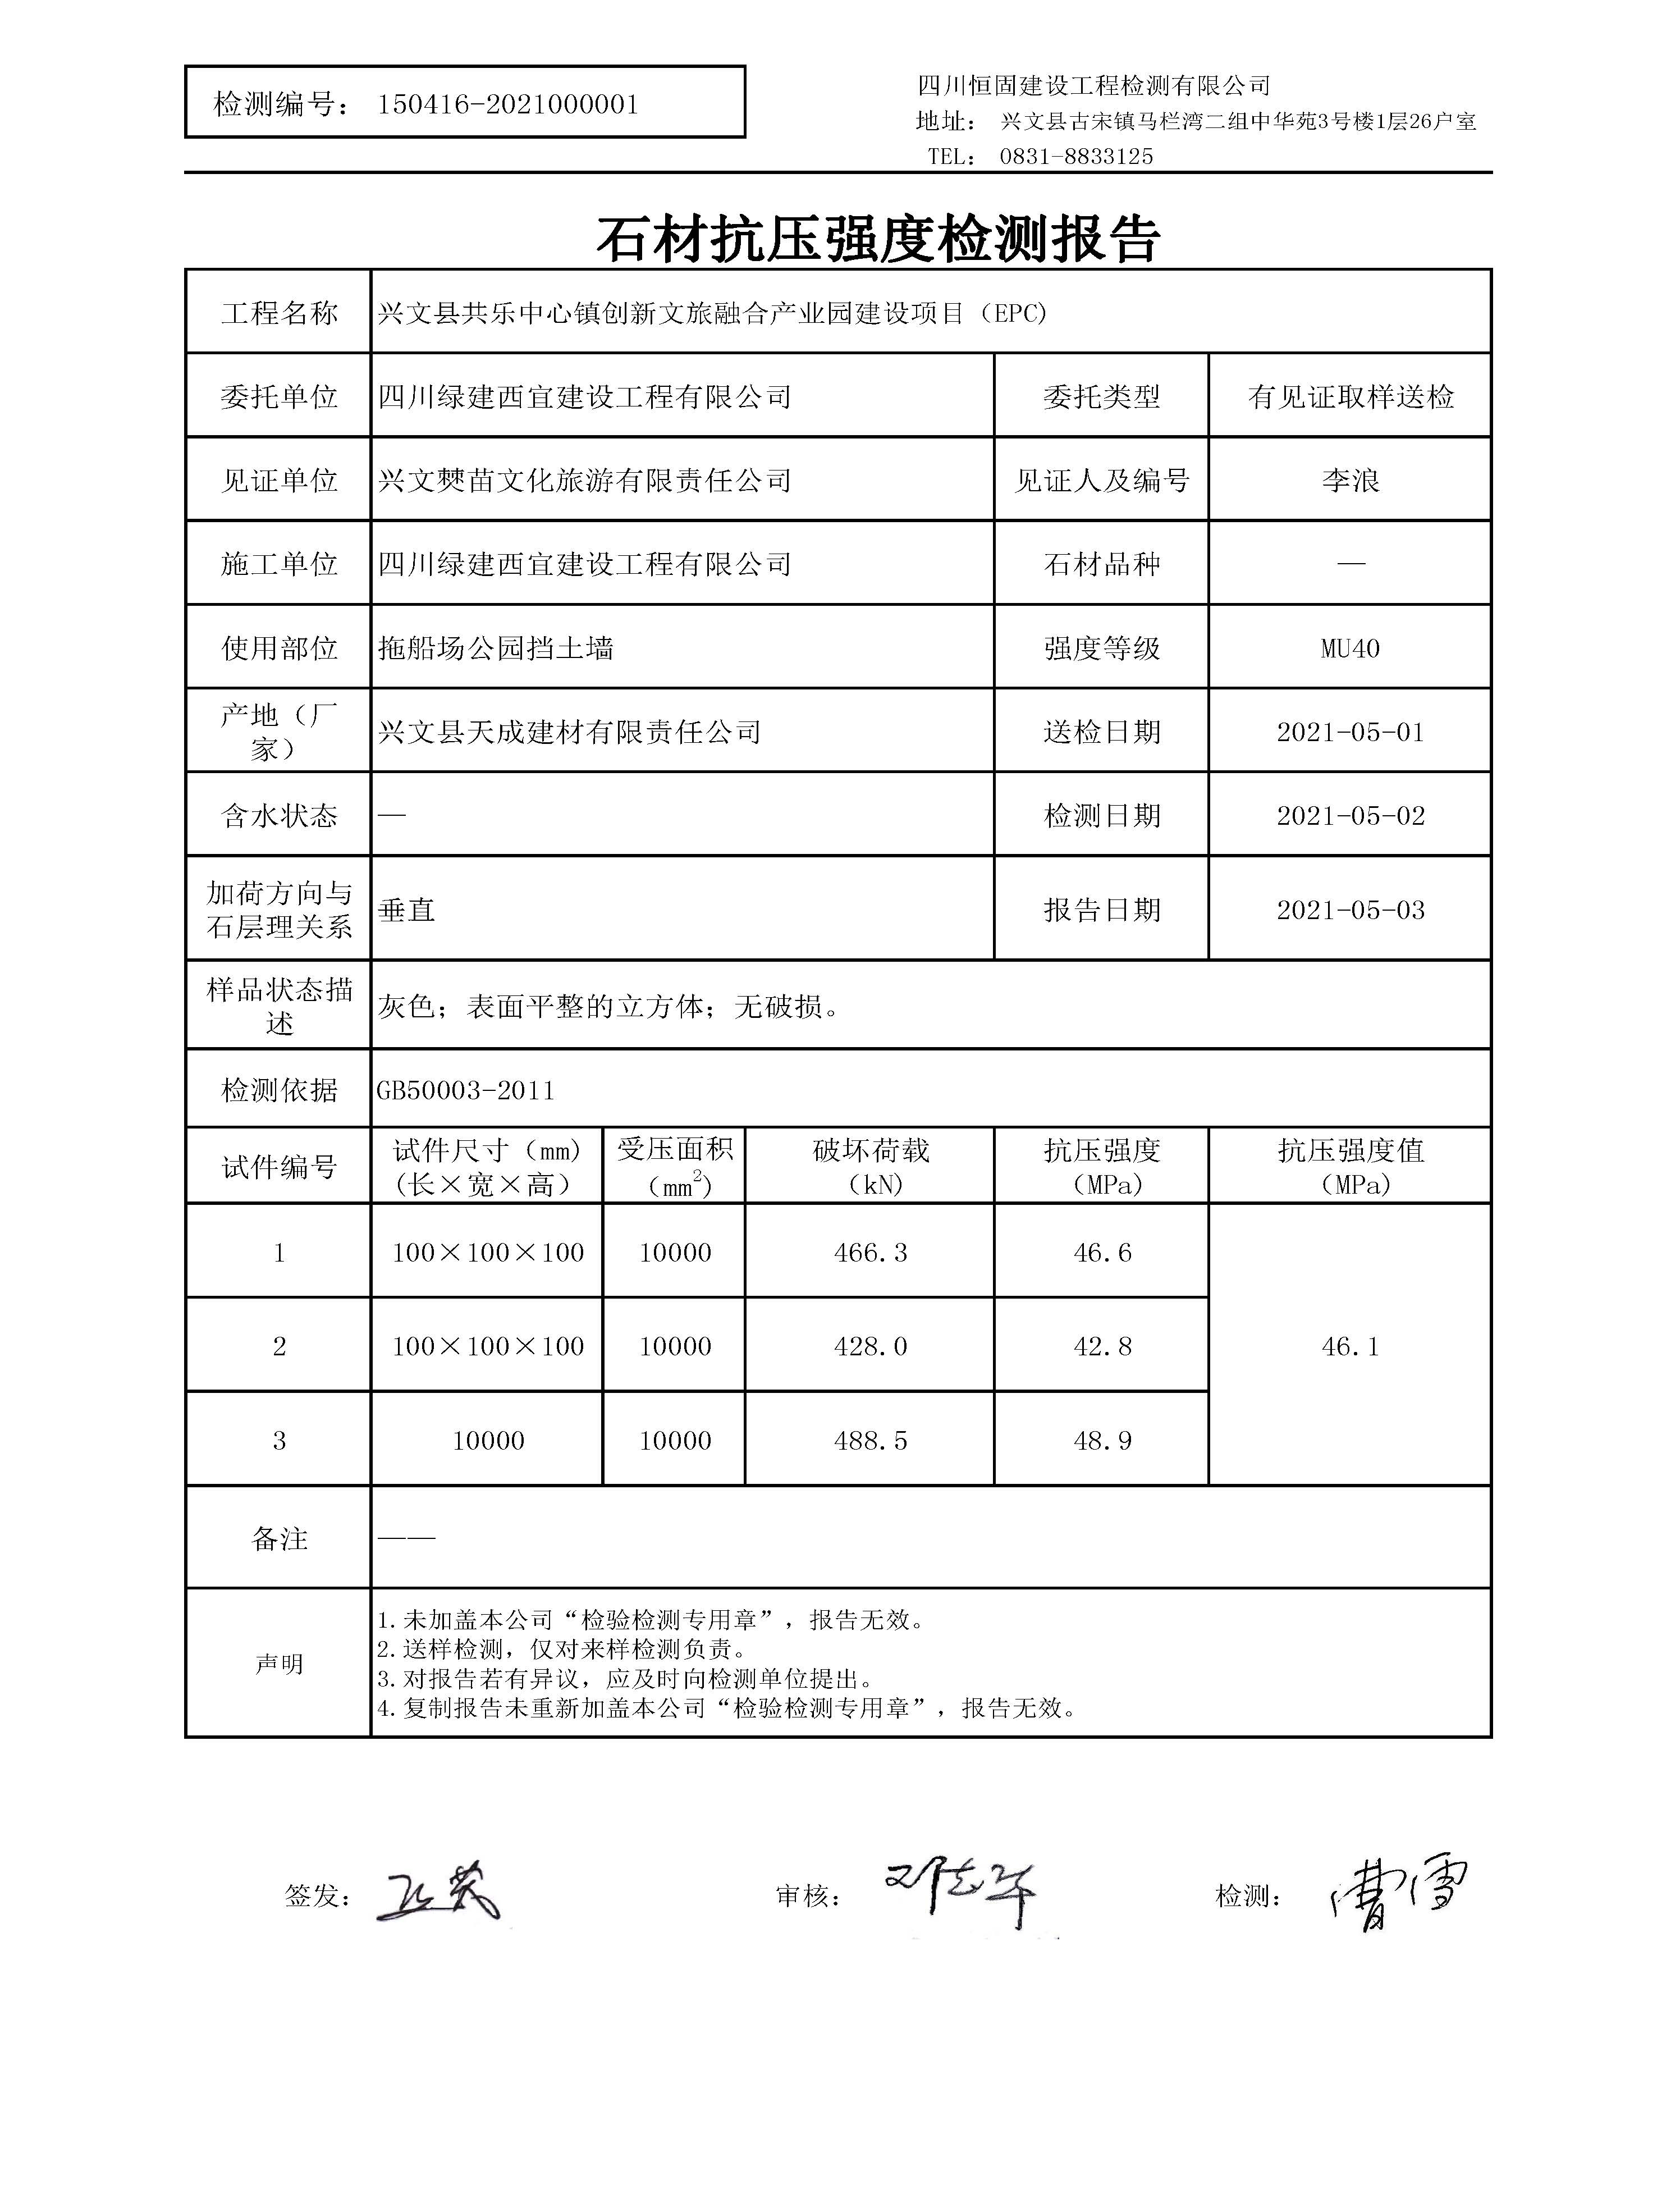 检测编号： 150416-2021000001
四川恒固建设工程检测有限公司
地址： 兴文县古宋镇马栏湾二组中华苑3号楼1层26户室
TEL： 0831-8833125
石材抗压强度检测报告
工程名称 兴文县共乐中心镇创新文旅融合产业园建设项目（EPC）
委托单位 四川绿建西宜建设工程有限公司 委托类型 有见证取样送检
见证单位 兴文僰苗文化旅游有限责任公司 见证人及编号 李浪
施工单位 四川绿建西宜建设工程有限公司 石材品种 —
使用部位 拖船场公园挡土墙 强度等级 MU40
产地（厂
家） 兴文县天成建材有限责任公司 送检日期 2021-05-01
含水状态 — 检测日期 2021-05-02
加荷方向与
石层理关系 垂直 报告日期 2021-05-03
样品状态描
述 灰色；表面平整的立方体；无破损。
检测依据 GB50003-2011
试件编号 试件尺寸（mm） 受压面积 破坏荷载 抗压强度 抗压强度值
（长×宽×高） （mm²） （kN） （MPa） （MPa）
1 100×100×100 10000 466.3 46.6
2 100×100×100 10000 428.0 42.8 46.1
3 10000 10000 488.5 48.9
备注 ——
声明
1.未加盖本公司“检验检测专用章”，报告无效。
2.送样检测，仅对来样检测负责。
3.对报告若有异议，应及时向检测单位提出。
4.复制报告未重新加盖本公司“检验检测专用章”，报告无效。
签发： 审核： 检测： 曹雪